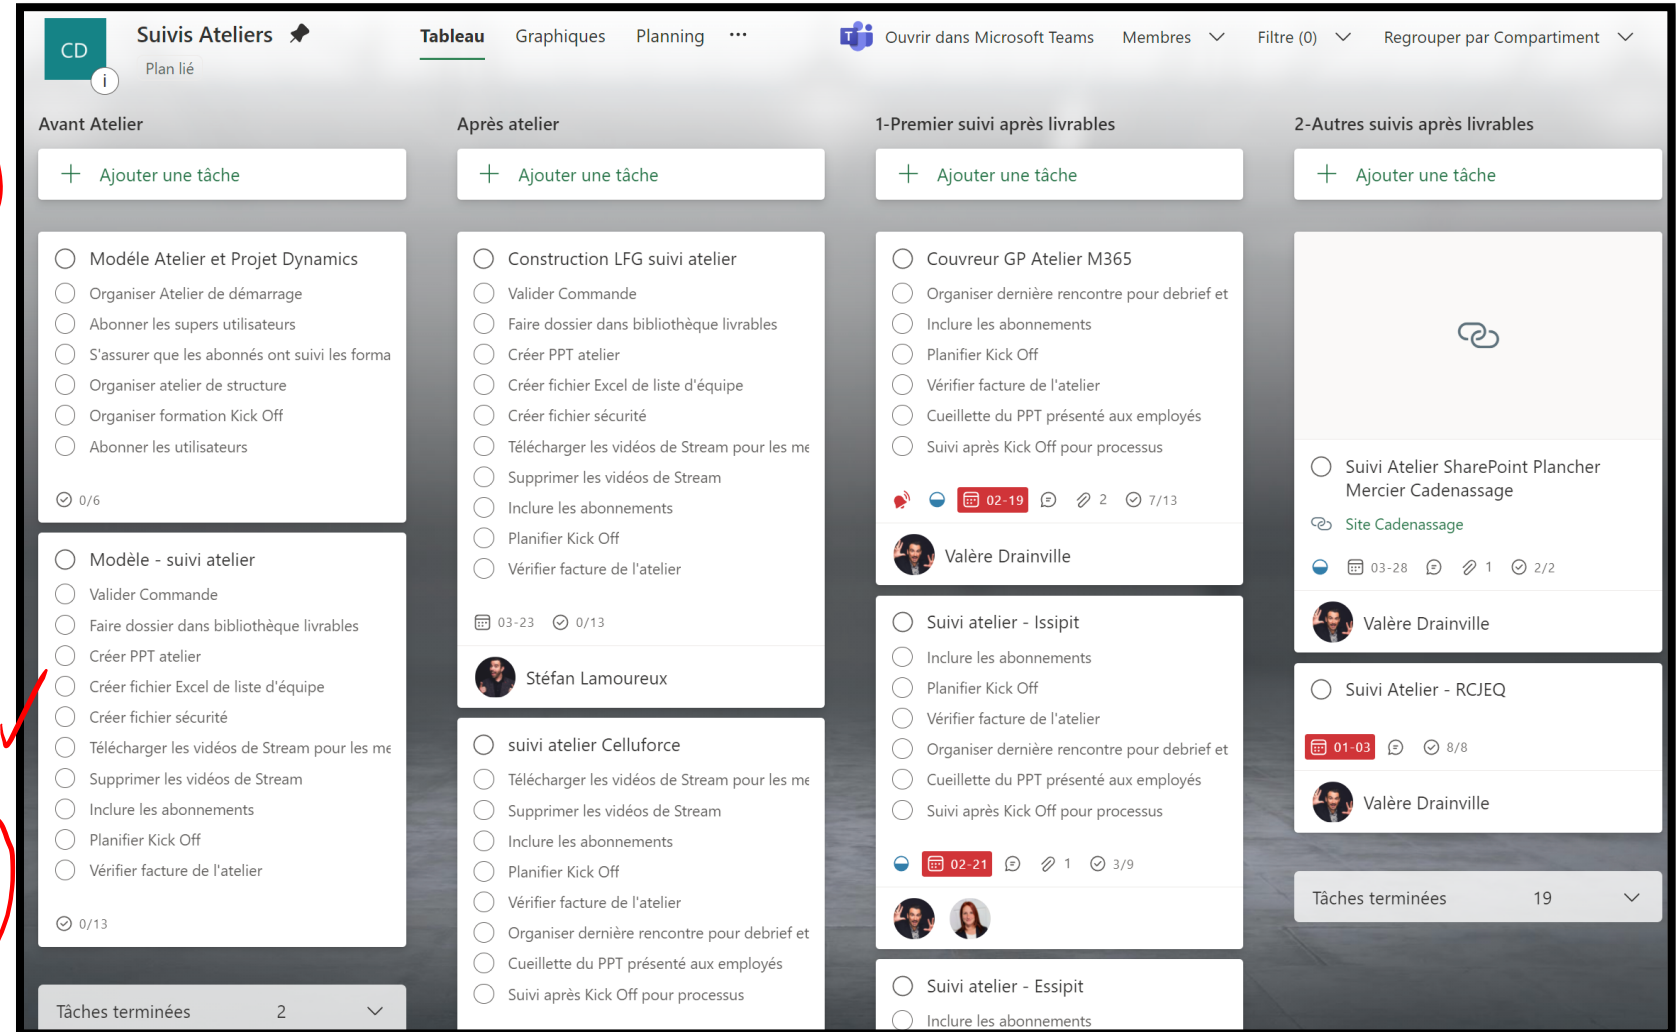 CD
Suivis Ateliers
Plan lié
Tableau Graphiques Planning ...
Ouvrir dans Microsoft Teams Membres Filtre (0) Regrouper par Compartiment
Avant Atelier
Ajouter une tâche
Modéle Atelier et Projet Dynamics
Organiser Atelier de démarrage
Abonner les supers utilisateurs
S'assurer que les abonnés ont suivi les forma
Organiser atelier de structure
Organiser formation Kick Off
Abonner les utilisateurs
0/6
Modèle - suivi atelier
Valider Commande
Faire dossier dans bibliothèque livrables
Créer PPT atelier
Créer fichier Excel de liste d'équipe
Créer fichier sécurité
Télécharger les vidéos de Stream pour les me
Supprimer les vidéos de Stream
Inclure les abonnements
Planifier Kick Off
Vérifier facture de l'atelier
0/13
Tâches terminées 2
Après atelier
Ajouter une tâche
Construction LFG suivi atelier
Valider Commande
Faire dossier dans bibliothèque livrables
Créer PPT atelier
Créer fichier Excel de liste d'équipe
Créer fichier sécurité
Télécharger les vidéos de Stream pour les me
Supprimer les vidéos de Stream
Inclure les abonnements
Planifier Kick Off
Vérifier facture de l'atelier
03-23 0/13
Stéfan Lamoureux
suivi atelier Celluforce
Télécharger les vidéos de Stream pour les me
Supprimer les vidéos de Stream
Inclure les abonnements
Planifier Kick Off
Vérifier facture de l'atelier
Organiser dernière rencontre pour debrief et
Cueillette du PPT présenté aux employés
Suivi après Kick Off pour processus
1-Premier suivi après livrables
Ajouter une tâche
Couvreur GP Atelier M365
Organiser dernière rencontre pour debrief et
Inclure les abonnements
Planifier Kick Off
Vérifier facture de l'atelier
Cueillette du PPT présenté aux employés
Suivi après Kick Off pour processus
02-19 2 7/13
Valère Drainville
Suivi atelier - Issipit
Inclure les abonnements
Planifier Kick Off
Vérifier facture de l'atelier
Organiser dernière rencontre pour debrief et
Cueillette du PPT présenté aux employés
Suivi après Kick Off pour processus
02-21 1 3/9
Suivi atelier - Essipit
Inclure les abonnements
2-Autres suivis après livrables
Ajouter une tâche
Suivi Atelier SharePoint Plancher
Mercier Cadenassage
Site Cadenassage
03-28 1 2/2
Valère Drainville
Suivi Atelier - RCJEQ
01-03 8/8
Valère Drainville
Tâches terminées 19